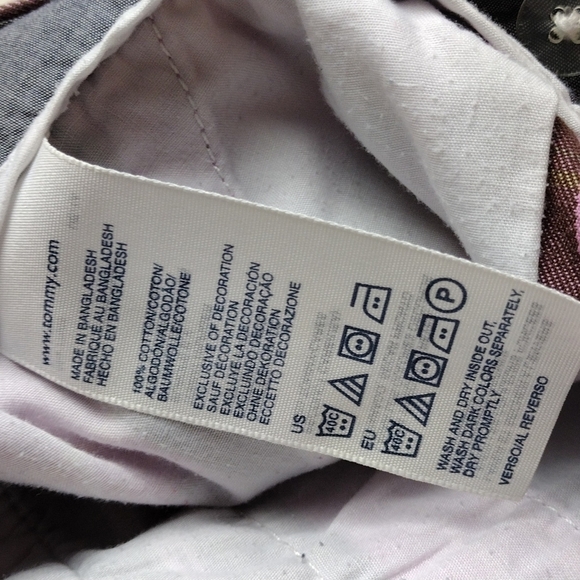 www.tommy.com
MADE IN BANGLADESH
FABRIQUÉ AU BANGLADESH
HECHO EN BANGLADESH
100% COTTON/COTON/
ALGODÓN/ALGODÃO/
BAUMWOLLE/COTONE/
EXCLUSIVE OF DECORATION
SAUF DÉCORATION
EXCLUYE LA DECORACIÓN
EXCLUINDO DECORAÇÃO
OHNE DEKORATION
ECCETTO DECORAZIONE
US
40C
EU
40C
P
WASH AND DRY INSIDE OUT,
WASH DARK COLORS SEPARATELY,
DRY PROMPTLY
VERSO/AL REVERSO